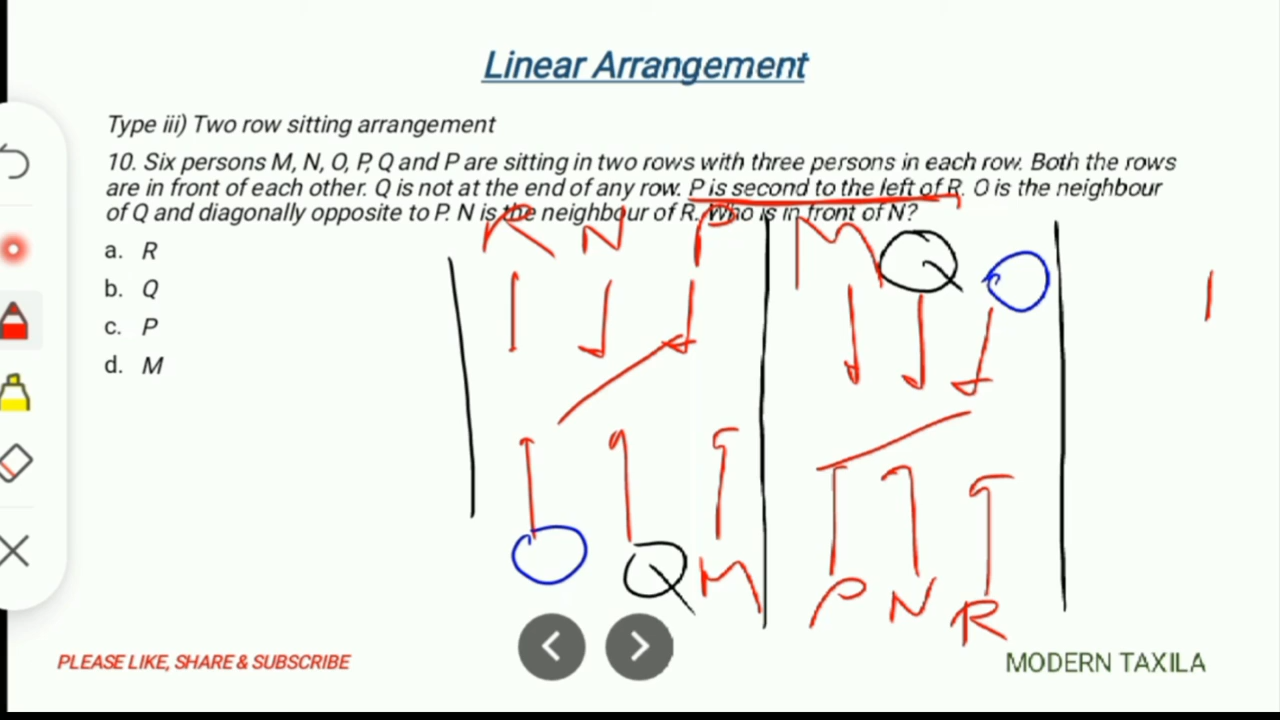 Linear Arrangement
Type iii) Two row sitting arrangement
10. Six persons M, N, O, P, Q and P are sitting in two rows with three persons in each row. Both the rows
are in front of each other. Q is not at the end of any row. P is second to the left of R. O is the neighbour
of Q and diagonally opposite to P. N is the neighbour of R. Who is in front of N?
a. R
b. Q
c. P
d. M
R N P M Q O
O Q M P N R
PLEASE LIKE, SHARE & SUBSCRIBE
MODERN TAXILA